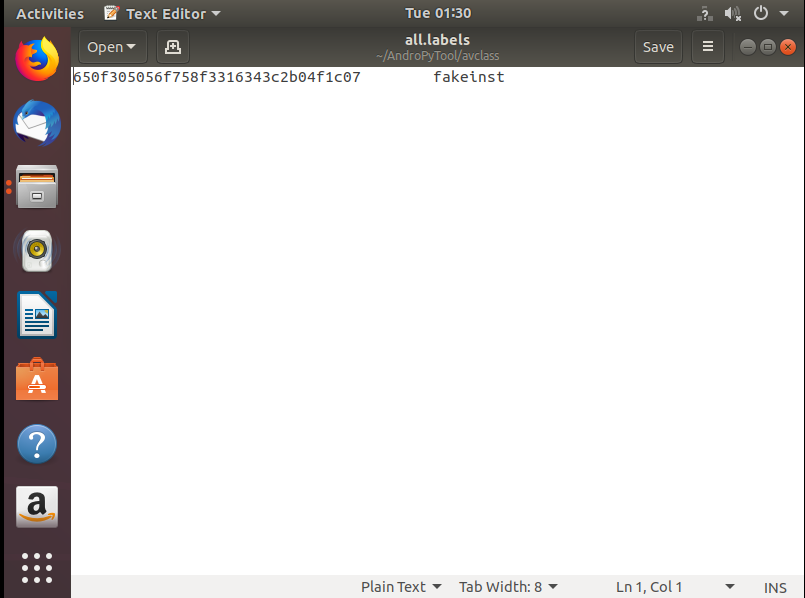 Activities Text Editor Tue 01:30
Open all.labels Save
~/AndroPyTool/avclass
650f305056f758f3316343c2b04f1c07 fakeinst
Plain Text Tab Width: 8 Ln 1, Col 1 INS